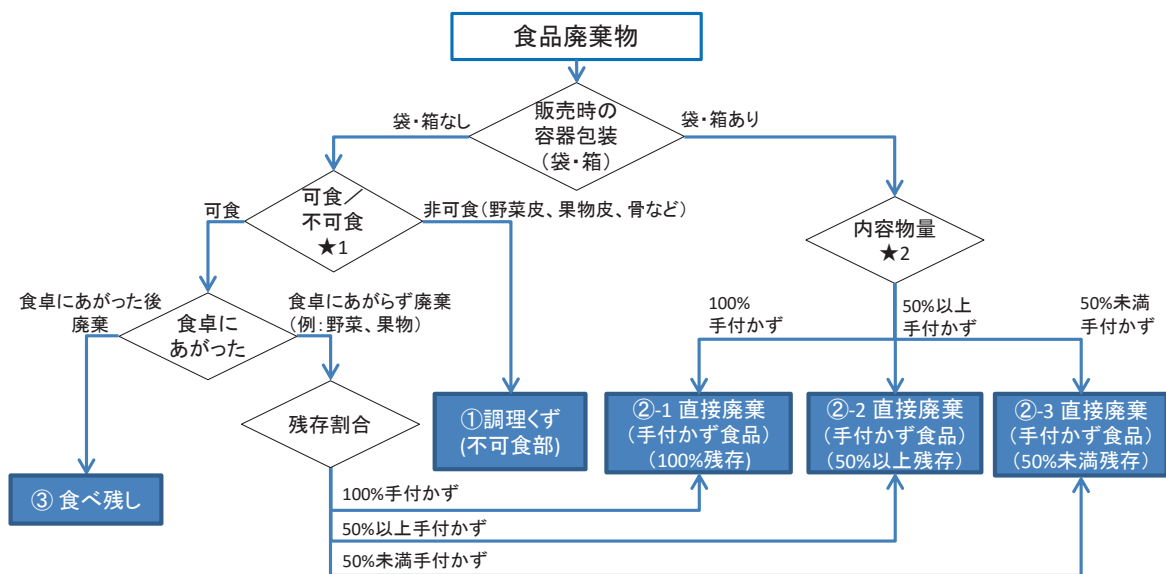 食品廃棄物
販売時の
容器包装
（袋・箱）
袋・箱なし
袋・箱あり
可食／
不可食
★1
可食
非可食（野菜皮、果物皮、骨など）
内容物量
★2
食卓にあがった後
廃棄
食卓に
あがった
食卓にあがらず廃棄
（例：野菜、果物）
100%
手付かず
50%以上
手付かず
50%未満
手付かず
残存割合
①調理くず
(不可食部)
②-1 直接廃棄
（手付かず食品）
（100%残存）
②-2 直接廃棄
（手付かず食品）
（50%以上残存）
②-3 直接廃棄
（手付かず食品）
（50%未満残存）
③ 食べ残し
100%手付かず
50%以上手付かず
50%未満手付かず